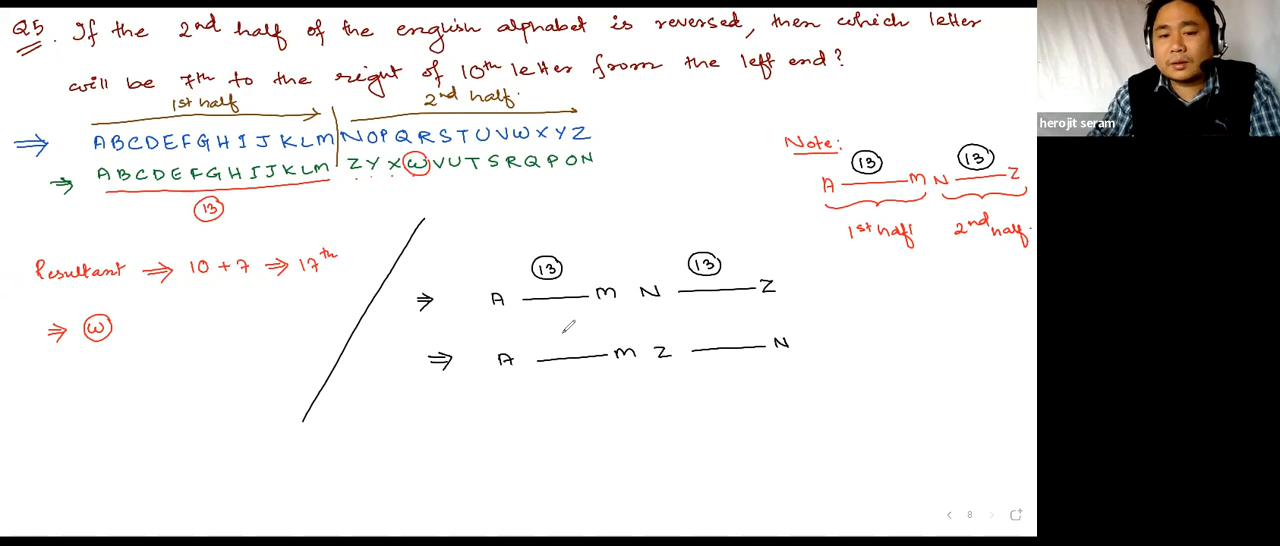 Q5. If the 2nd half of the english alphabet is reversed, then which letter
will be 7th to the right of 10th letter from the left end?
1st half 2nd half.
⇒ ABCDEFGHIJKLM NOPQRSTUVWXYZ
⇒ ABCDEFGHIJKLM ZYXWVUTSRQPON
13
Resultant ⇒ 10 + 7 ⇒ 17th
⇒ W
13 13
⇒ A M N Z
⇒ A M Z N
Note:
13 13
A M N Z
1st half 2nd half.
herojit seram
< 8 >